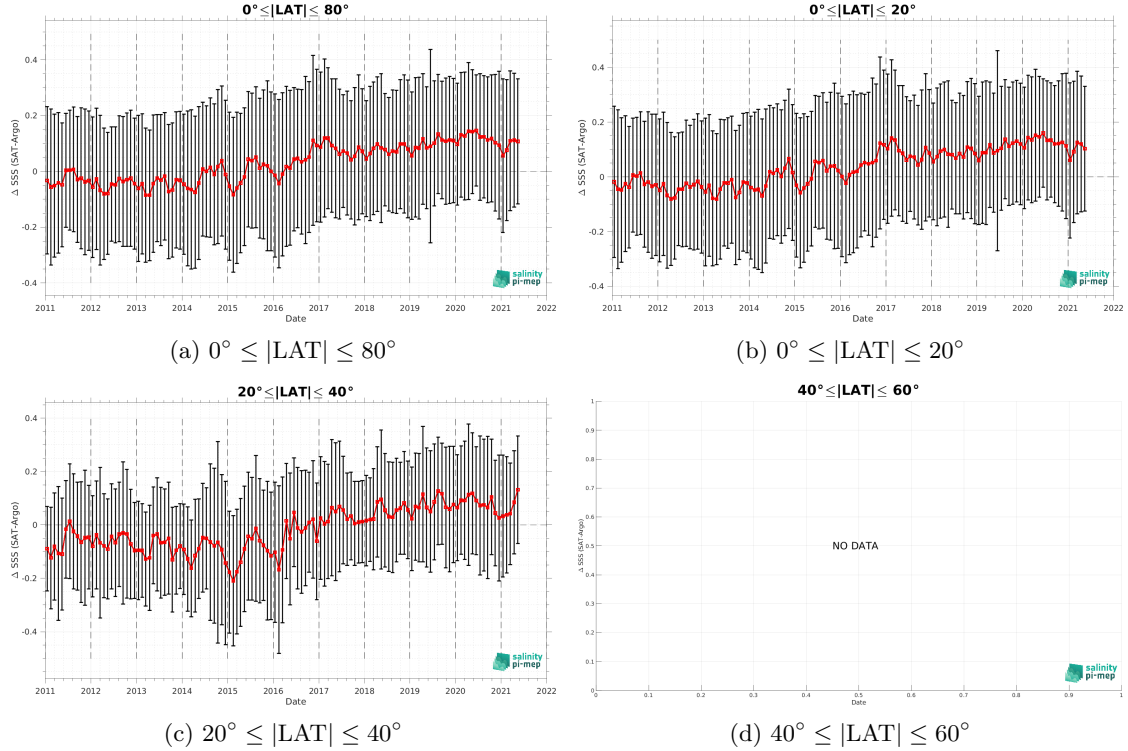 0°≤|LAT|≤ 80°
Δ SSS (SAT-Argo)
0.4
0.2
0
-0.2
-0.4
2011 2012 2013 2014 2015 2016 2017 2018 2019 2020 2021 2022
Date
salinity
pi-mep
(a) 0° ≤ |LAT| ≤ 80°
0°≤|LAT|≤ 20°
Δ SSS (SAT-Argo)
0.4
0.2
0
-0.2
-0.4
2011 2012 2013 2014 2015 2016 2017 2018 2019 2020 2021 2022
Date
salinity
pi-mep
(b) 0° ≤ |LAT| ≤ 20°
20°≤|LAT|≤ 40°
Δ SSS (SAT-Argo)
0.4
0.2
0
-0.2
-0.4
2011 2012 2013 2014 2015 2016 2017 2018 2019 2020 2021 2022
Date
salinity
pi-mep
(c) 20° ≤ |LAT| ≤ 40°
40°≤|LAT|≤ 60°
Δ SSS (SAT-Argo)
1
0.9
0.8
0.7
0.6
0.5
0.4
0.3
0.2
0.1
0
NO DATA
0 0.1 0.2 0.3 0.4 0.5 0.6 0.7 0.8 0.9 1
Date
salinity
pi-mep
(d) 40° ≤ |LAT| ≤ 60°